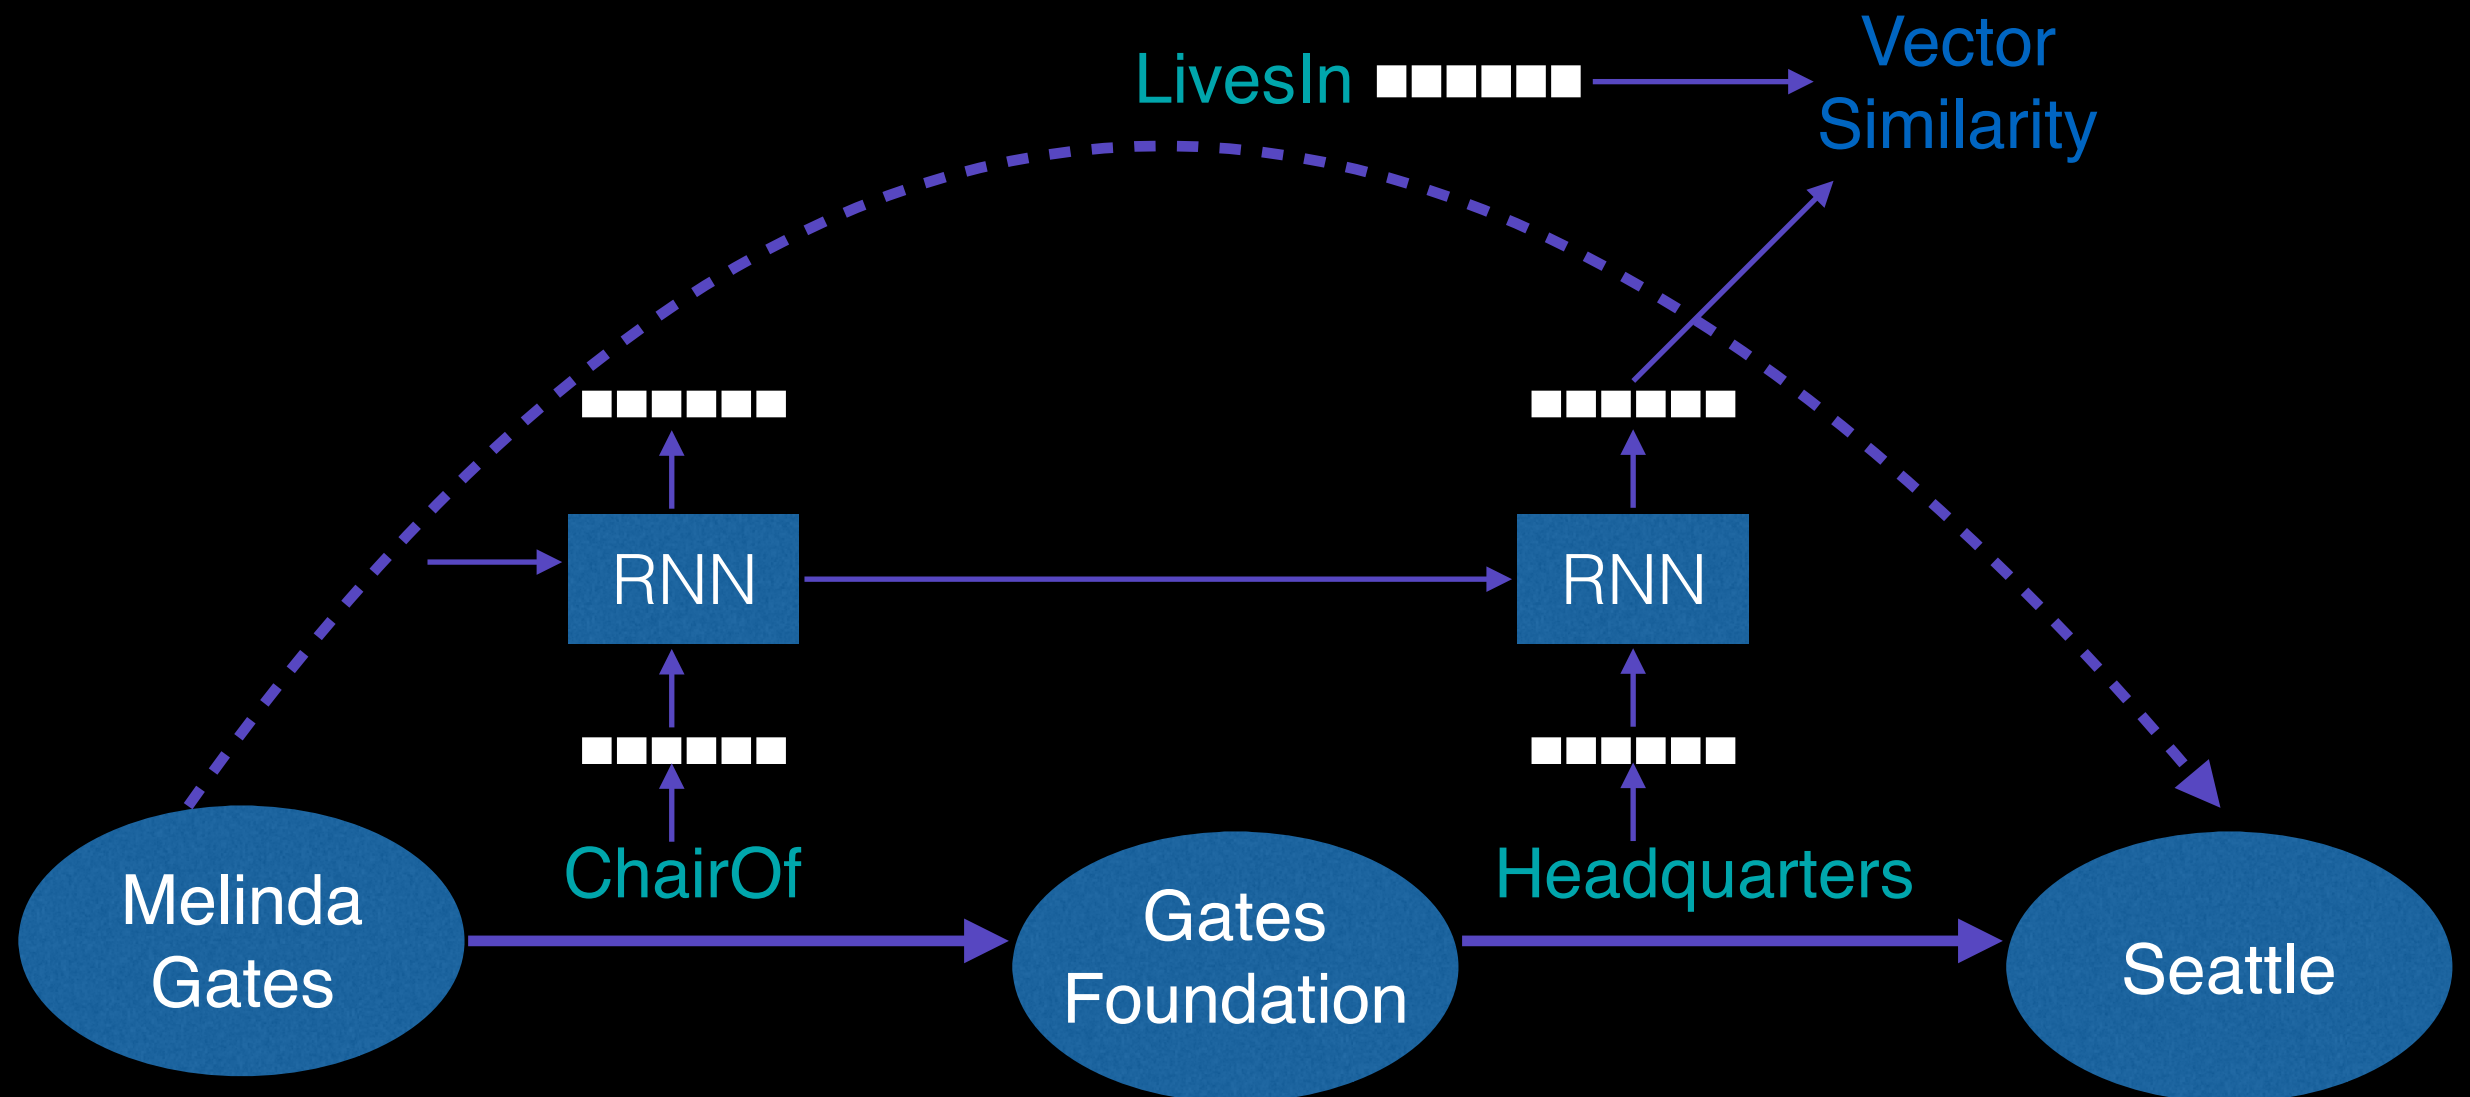 LivesIn
Vector
Similarity
RNN
RNN
ChairOf
Headquarters
Melinda
Gates
Gates
Foundation
Seattle